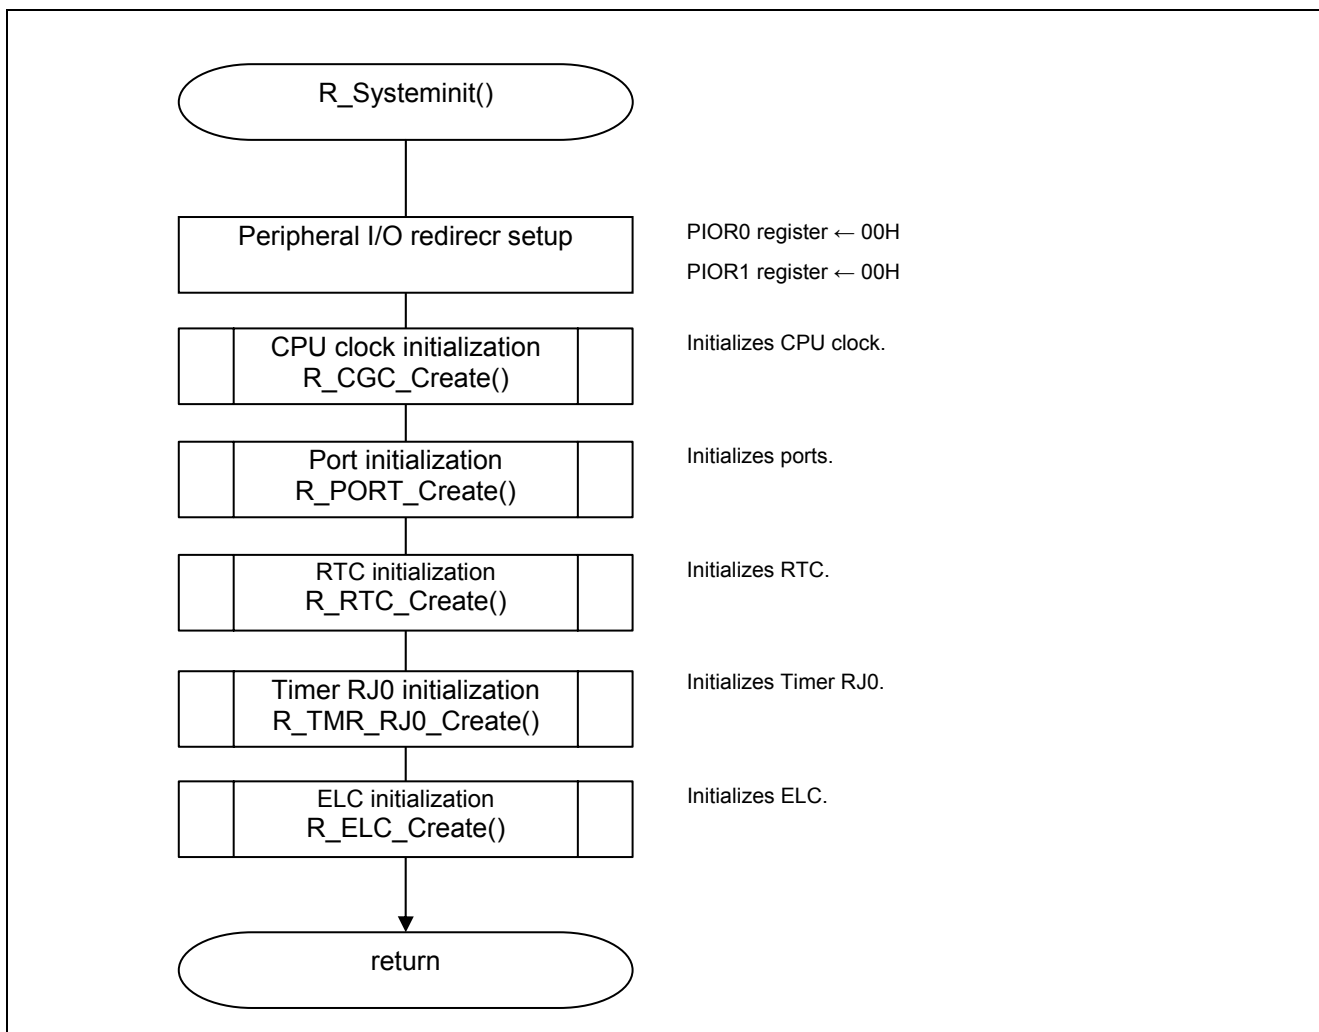 R_Systeminit()
Peripheral I/O redirecr setup
PIOR0 register ← 00H
PIOR1 register ← 00H
CPU clock initialization
R_CGC_Create()
Initializes CPU clock.
Port initialization
R_PORT_Create()
Initializes ports.
RTC initialization
R_RTC_Create()
Initializes RTC.
Timer RJ0 initialization
R_TMR_RJ0_Create()
Initializes Timer RJ0.
ELC initialization
R_ELC_Create()
Initializes ELC.
return